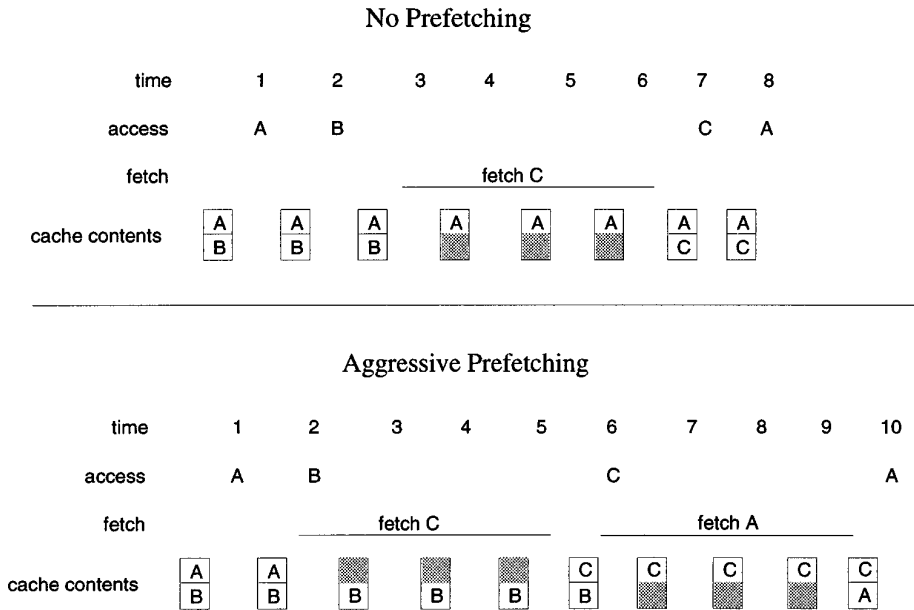 No Prefetching
time 1 2 3 4 5 6 7 8
access A B C A
fetch fetch C
A A A A A A A A
cache contents
B B B C C
Aggressive Prefetching
time 1 2 3 4 5 6 7 8 9 10
access A B C A
fetch fetch C fetch A
A A C C C C C
cache contents
B B B B B B A